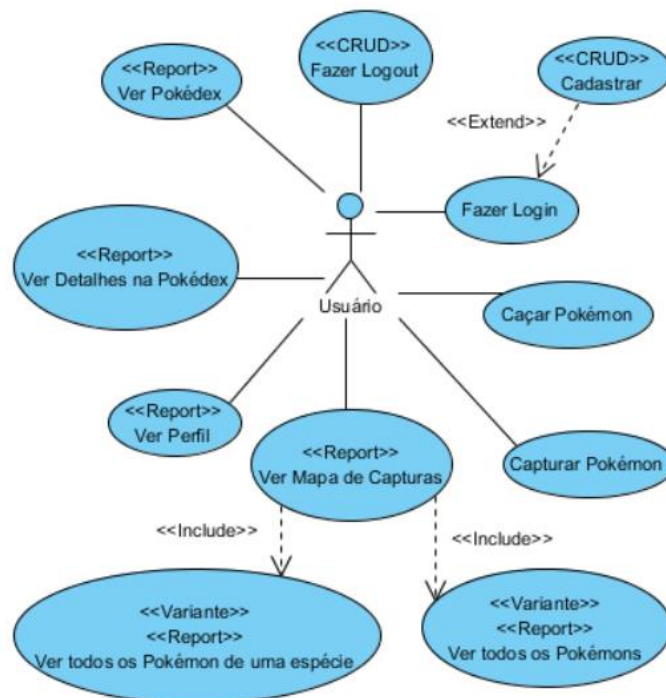 <<CRUD>>
Fazer Logout
<<CRUD>>
Cadastrar
<<Report>>
Ver Pokédex
<<Extend>>
Fazer Login
<<Report>>
Ver Detalhes na Pokédex
Usuário
Caçar Pokémon
<<Report>>
Ver Perfil
<<Report>>
Ver Mapa de Capturas
Capturar Pokémon
<<Include>>
<<Include>>
<<Variante>>
<<Report>>
Ver todos os Pokémon de uma espécie
<<Variante>>
<<Report>>
Ver todos os Pokémons